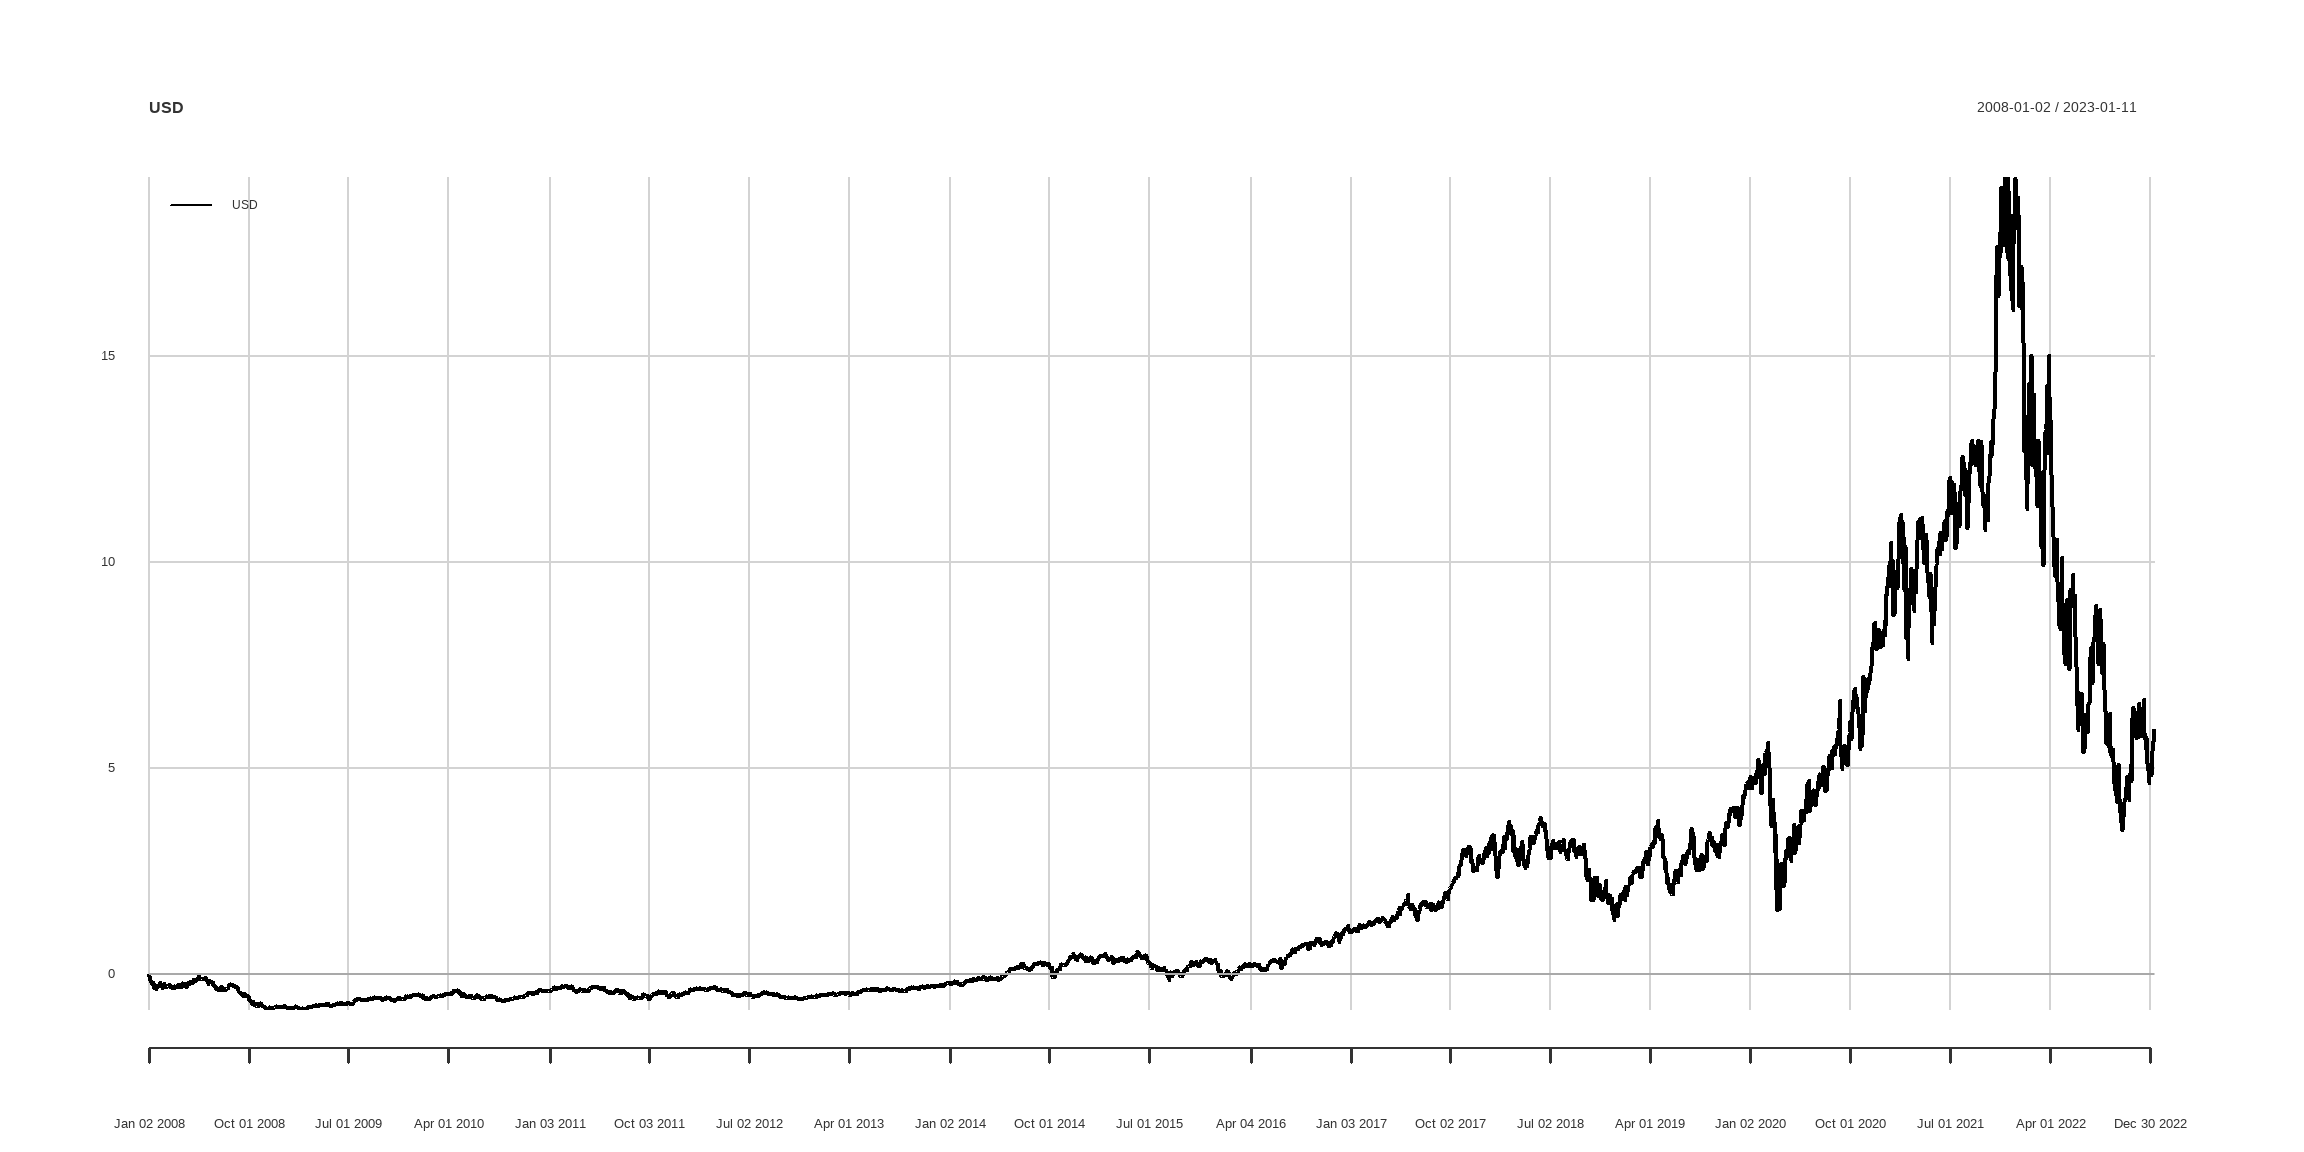 USD
2008-01-02 / 2023-01-11
USD
15
10
5
0
Jan 02 2008
Oct 01 2008
Jul 01 2009
Apr 01 2010
Jan 03 2011
Oct 03 2011
Jul 02 2012
Apr 01 2013
Jan 02 2014
Oct 01 2014
Jul 01 2015
Apr 04 2016
Jan 03 2017
Oct 02 2017
Jul 02 2018
Apr 01 2019
Jan 02 2020
Oct 01 2020
Jul 01 2021
Apr 01 2022
Dec 30 2022